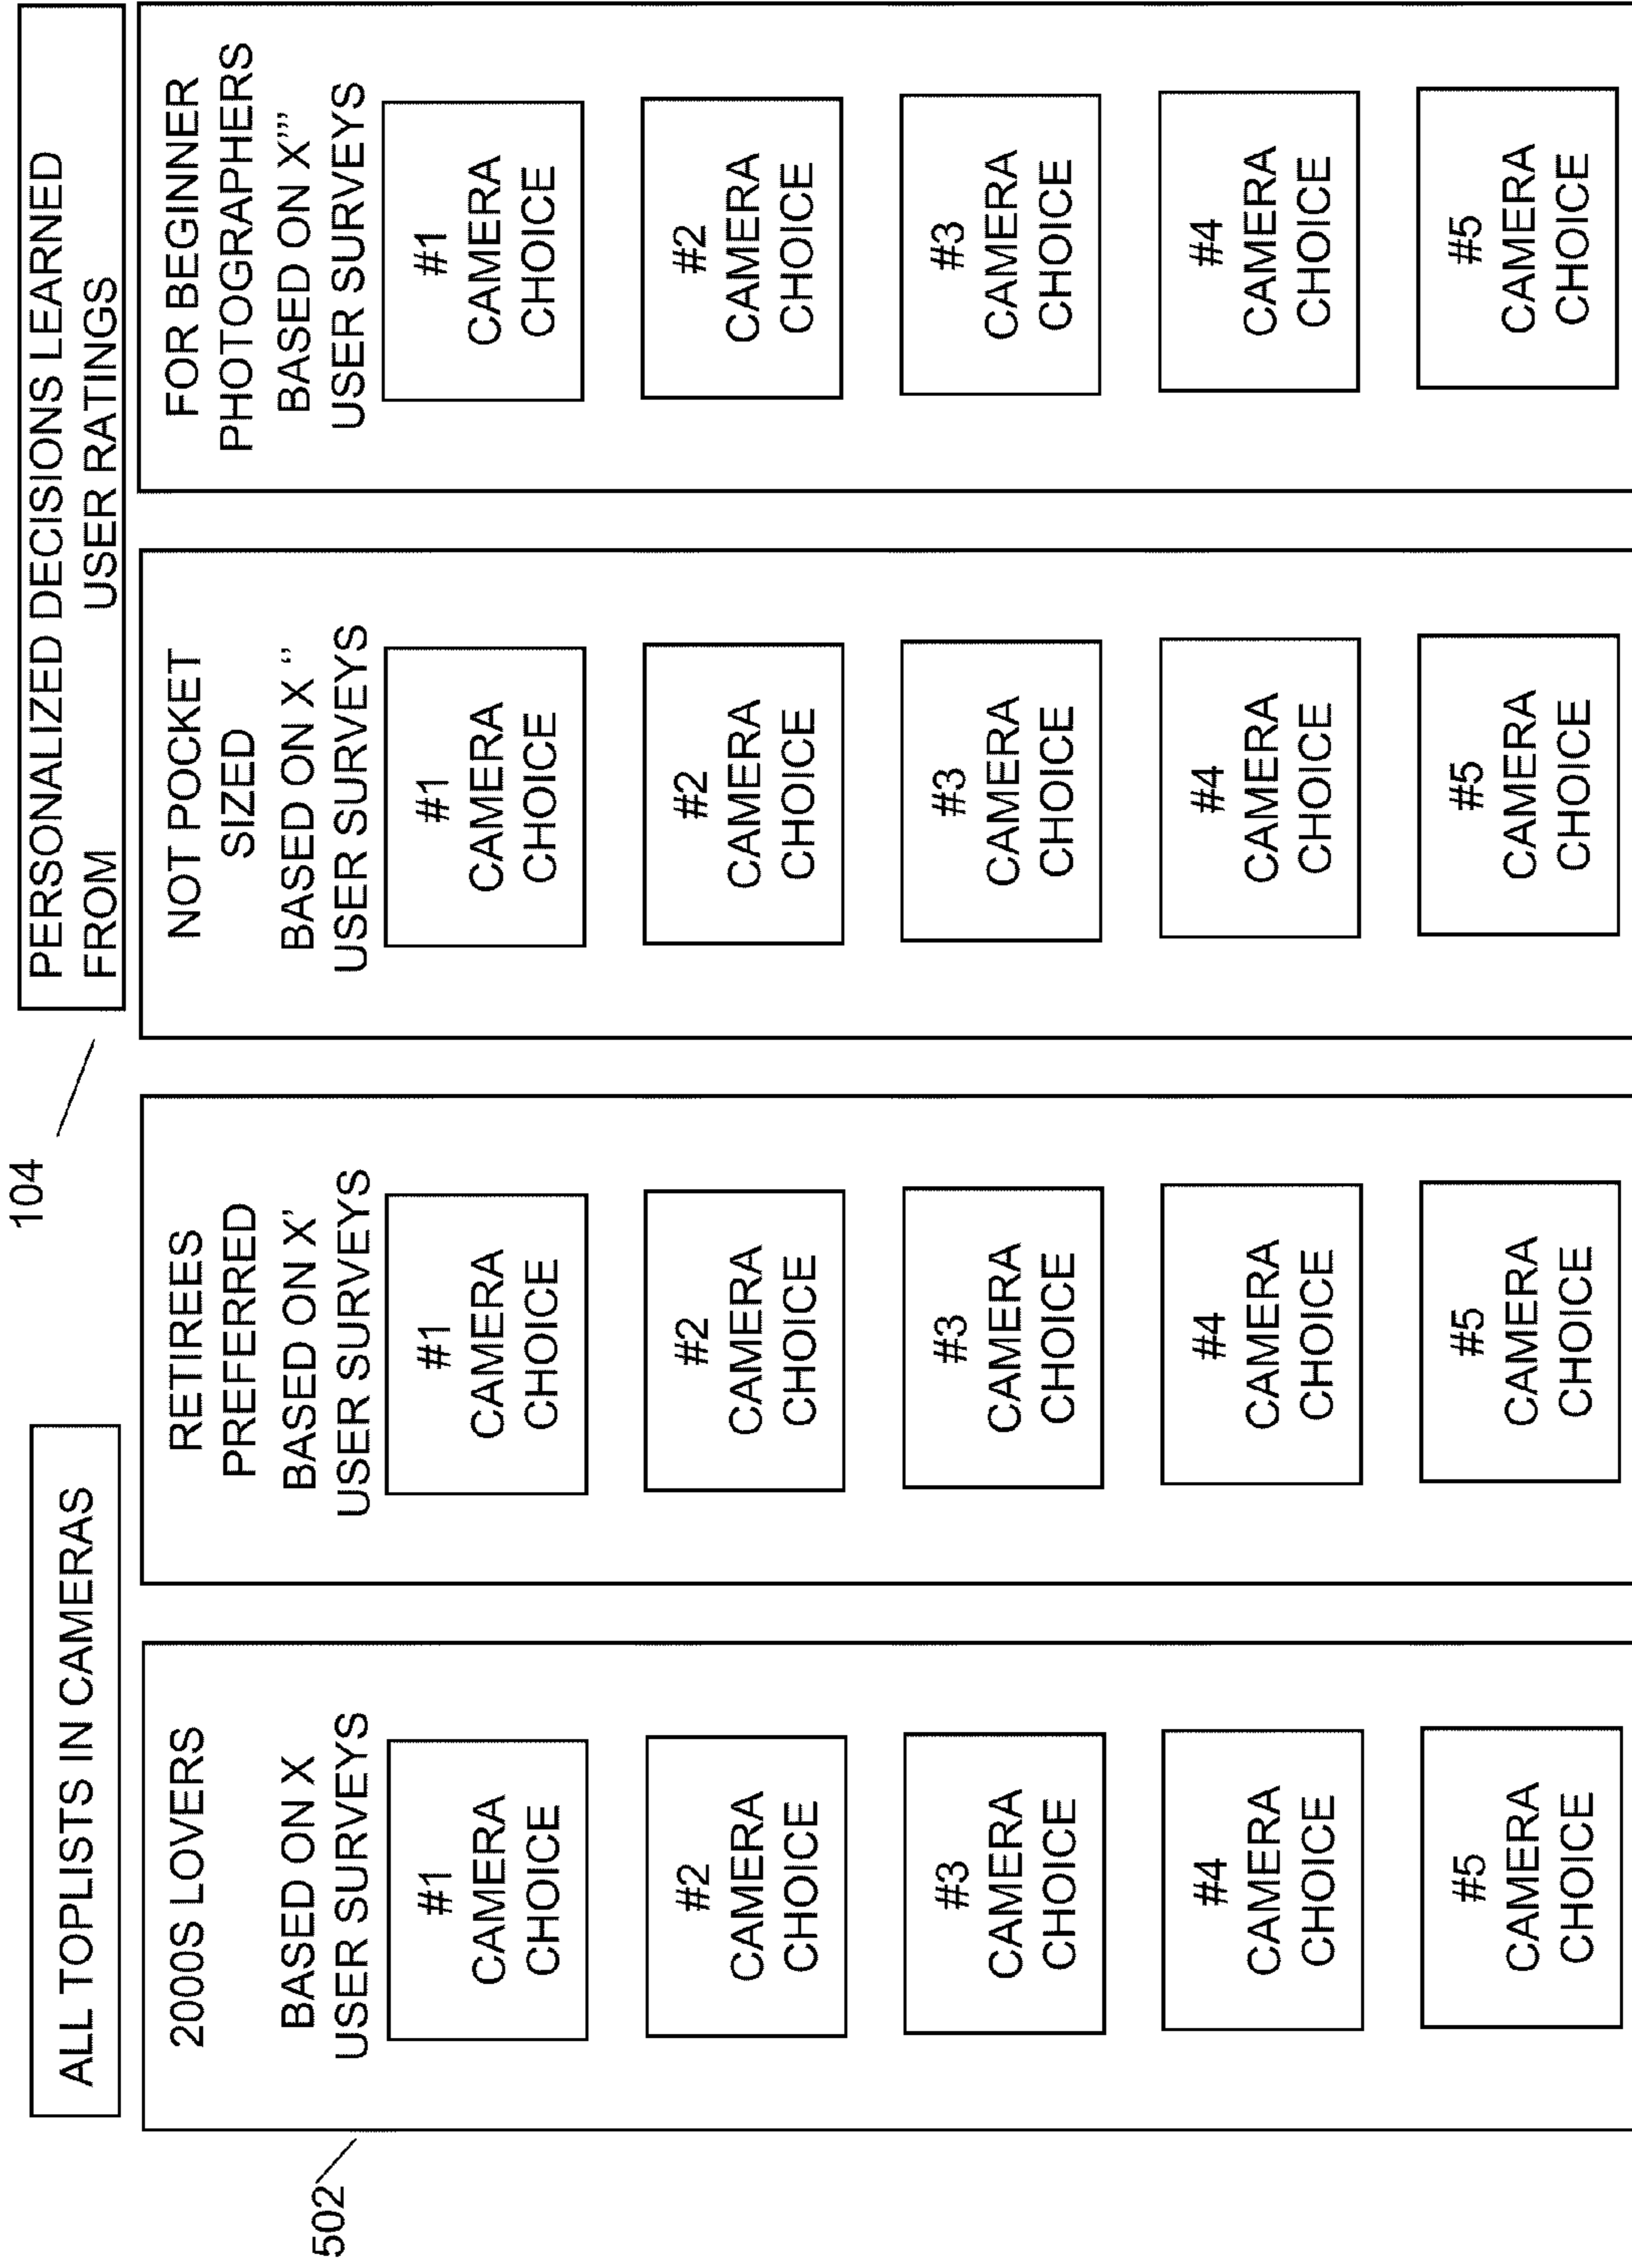 104
ALL TOPLISTS IN CAMERAS
PERSONALIZED DECISIONS LEARNED
FROM USER RATINGS
502
2000S LOVERS
BASED ON X
USER SURVEYS
#1
CAMERA
CHOICE
#2
CAMERA
CHOICE
#3
CAMERA
CHOICE
#4
CAMERA
CHOICE
#5
CAMERA
CHOICE
RETIREES
PREFERRED
BASED ON X'
USER SURVEYS
#1
CAMERA
CHOICE
#2
CAMERA
CHOICE
#3
CAMERA
CHOICE
#4
CAMERA
CHOICE
#5
CAMERA
CHOICE
NOT POCKET
SIZED
BASED ON X ''
USER SURVEYS
#1
CAMERA
CHOICE
#2
CAMERA
CHOICE
#3
CAMERA
CHOICE
#4
CAMERA
CHOICE
#5
CAMERA
CHOICE
FOR BEGINNER
PHOTOGRAPHERS
BASED ON X'''
USER SURVEYS
#1
CAMERA
CHOICE
#2
CAMERA
CHOICE
#3
CAMERA
CHOICE
#4
CAMERA
CHOICE
#5
CAMERA
CHOICE